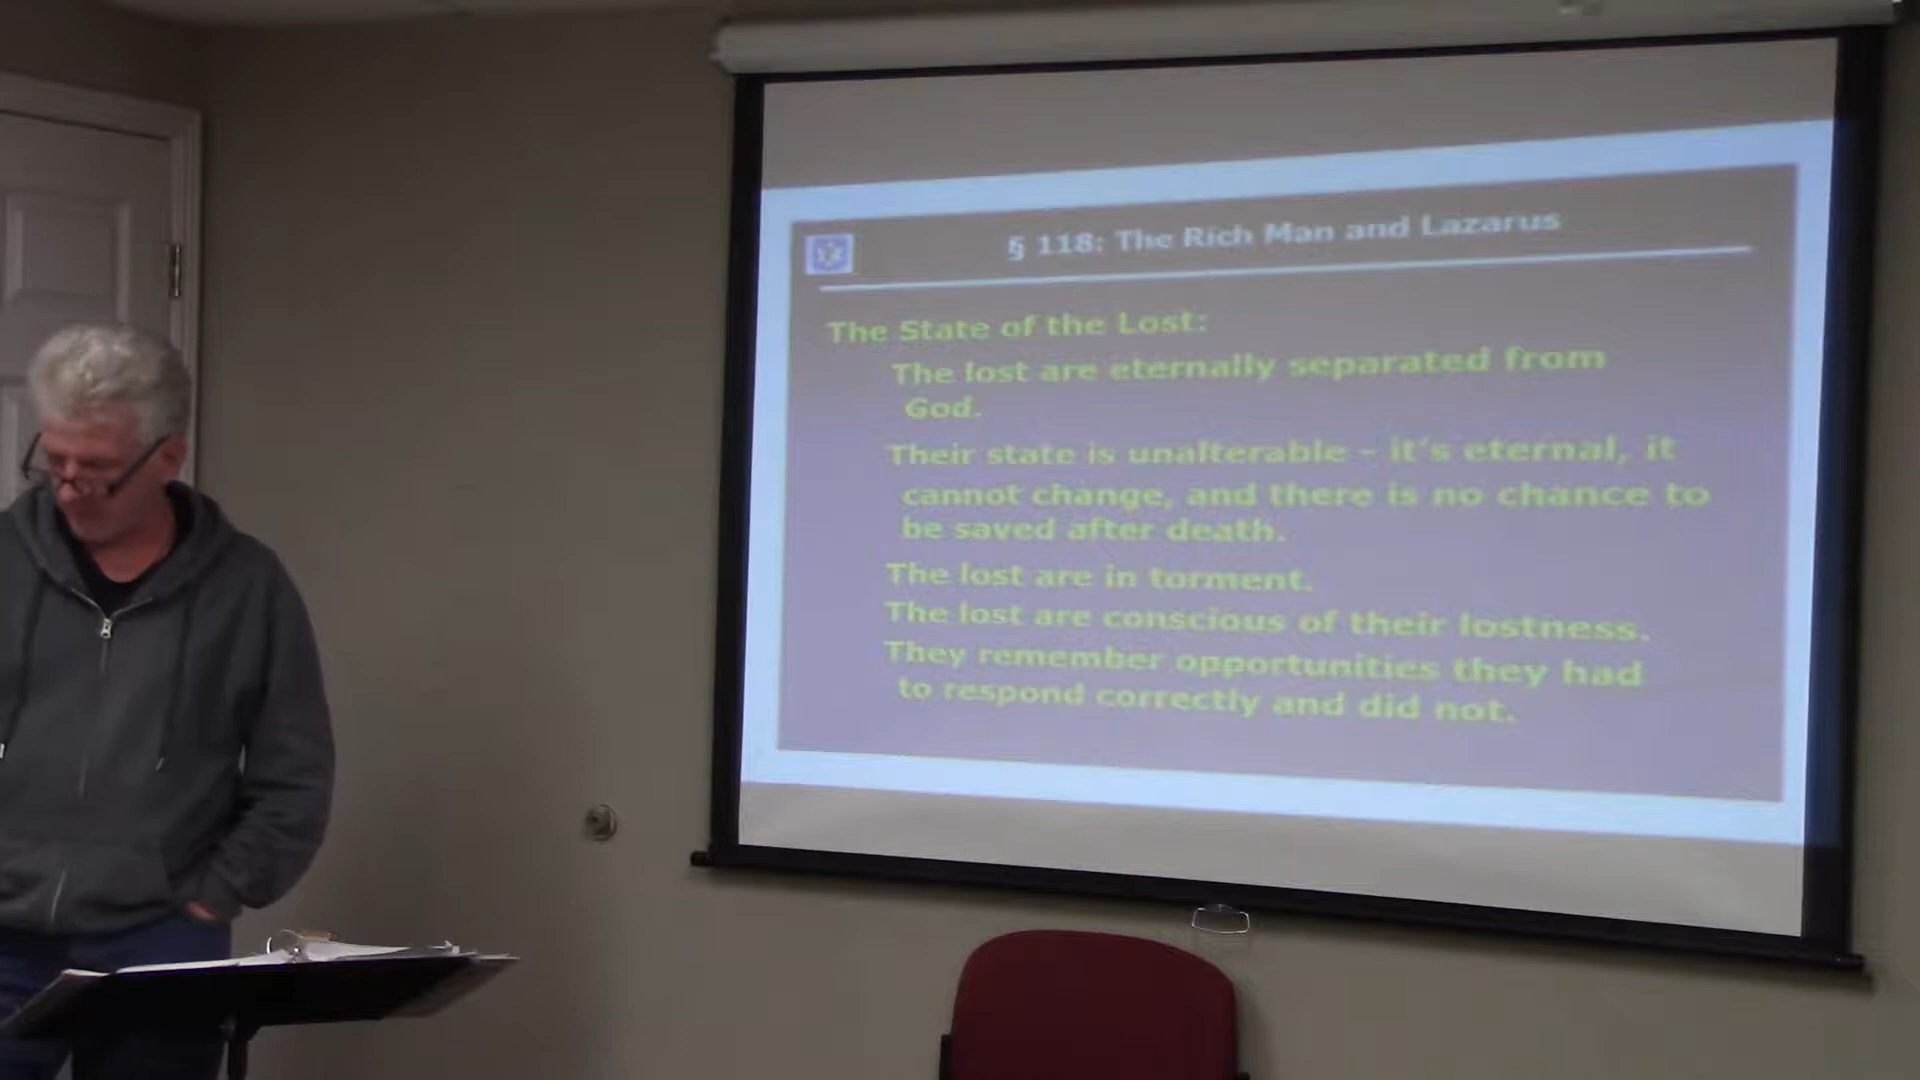 § 118: The Rich Man and Lazarus
The State of the Lost:
The lost are eternally separated from
God.
Their state is unalterable – it's eternal, it
cannot change, and there is no chance to
be saved after death.
The lost are in torment.
The lost are conscious of their lostness.
They remember opportunities they had
to respond correctly and did not.